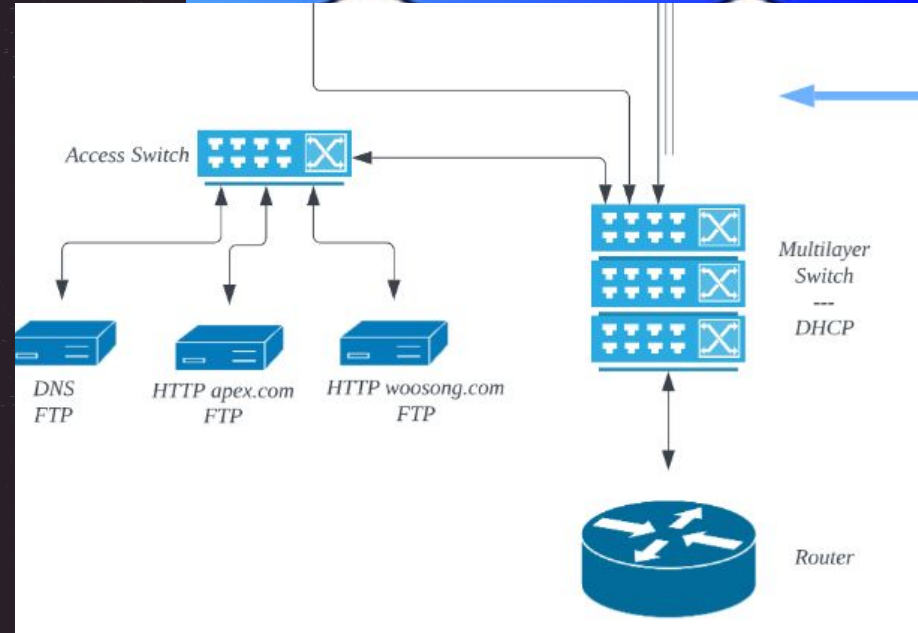 Access Switch
Multilayer
Switch
---
DHCP
DNS
FTP
HTTP apex.com
FTP
HTTP woosong.com
FTP
Router